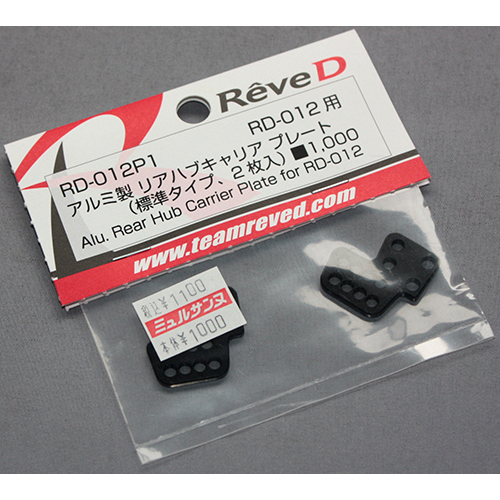 RêveD
RD-012P1
RD-012用
アルミ製 リアハブキャリア プレート
(標準タイプ、2枚入) ■1,000
Alu. Rear Hub Carrier Plate for RD-012
www.teamreved.com
税込¥1100
ミュルサンヌ
本体¥1000